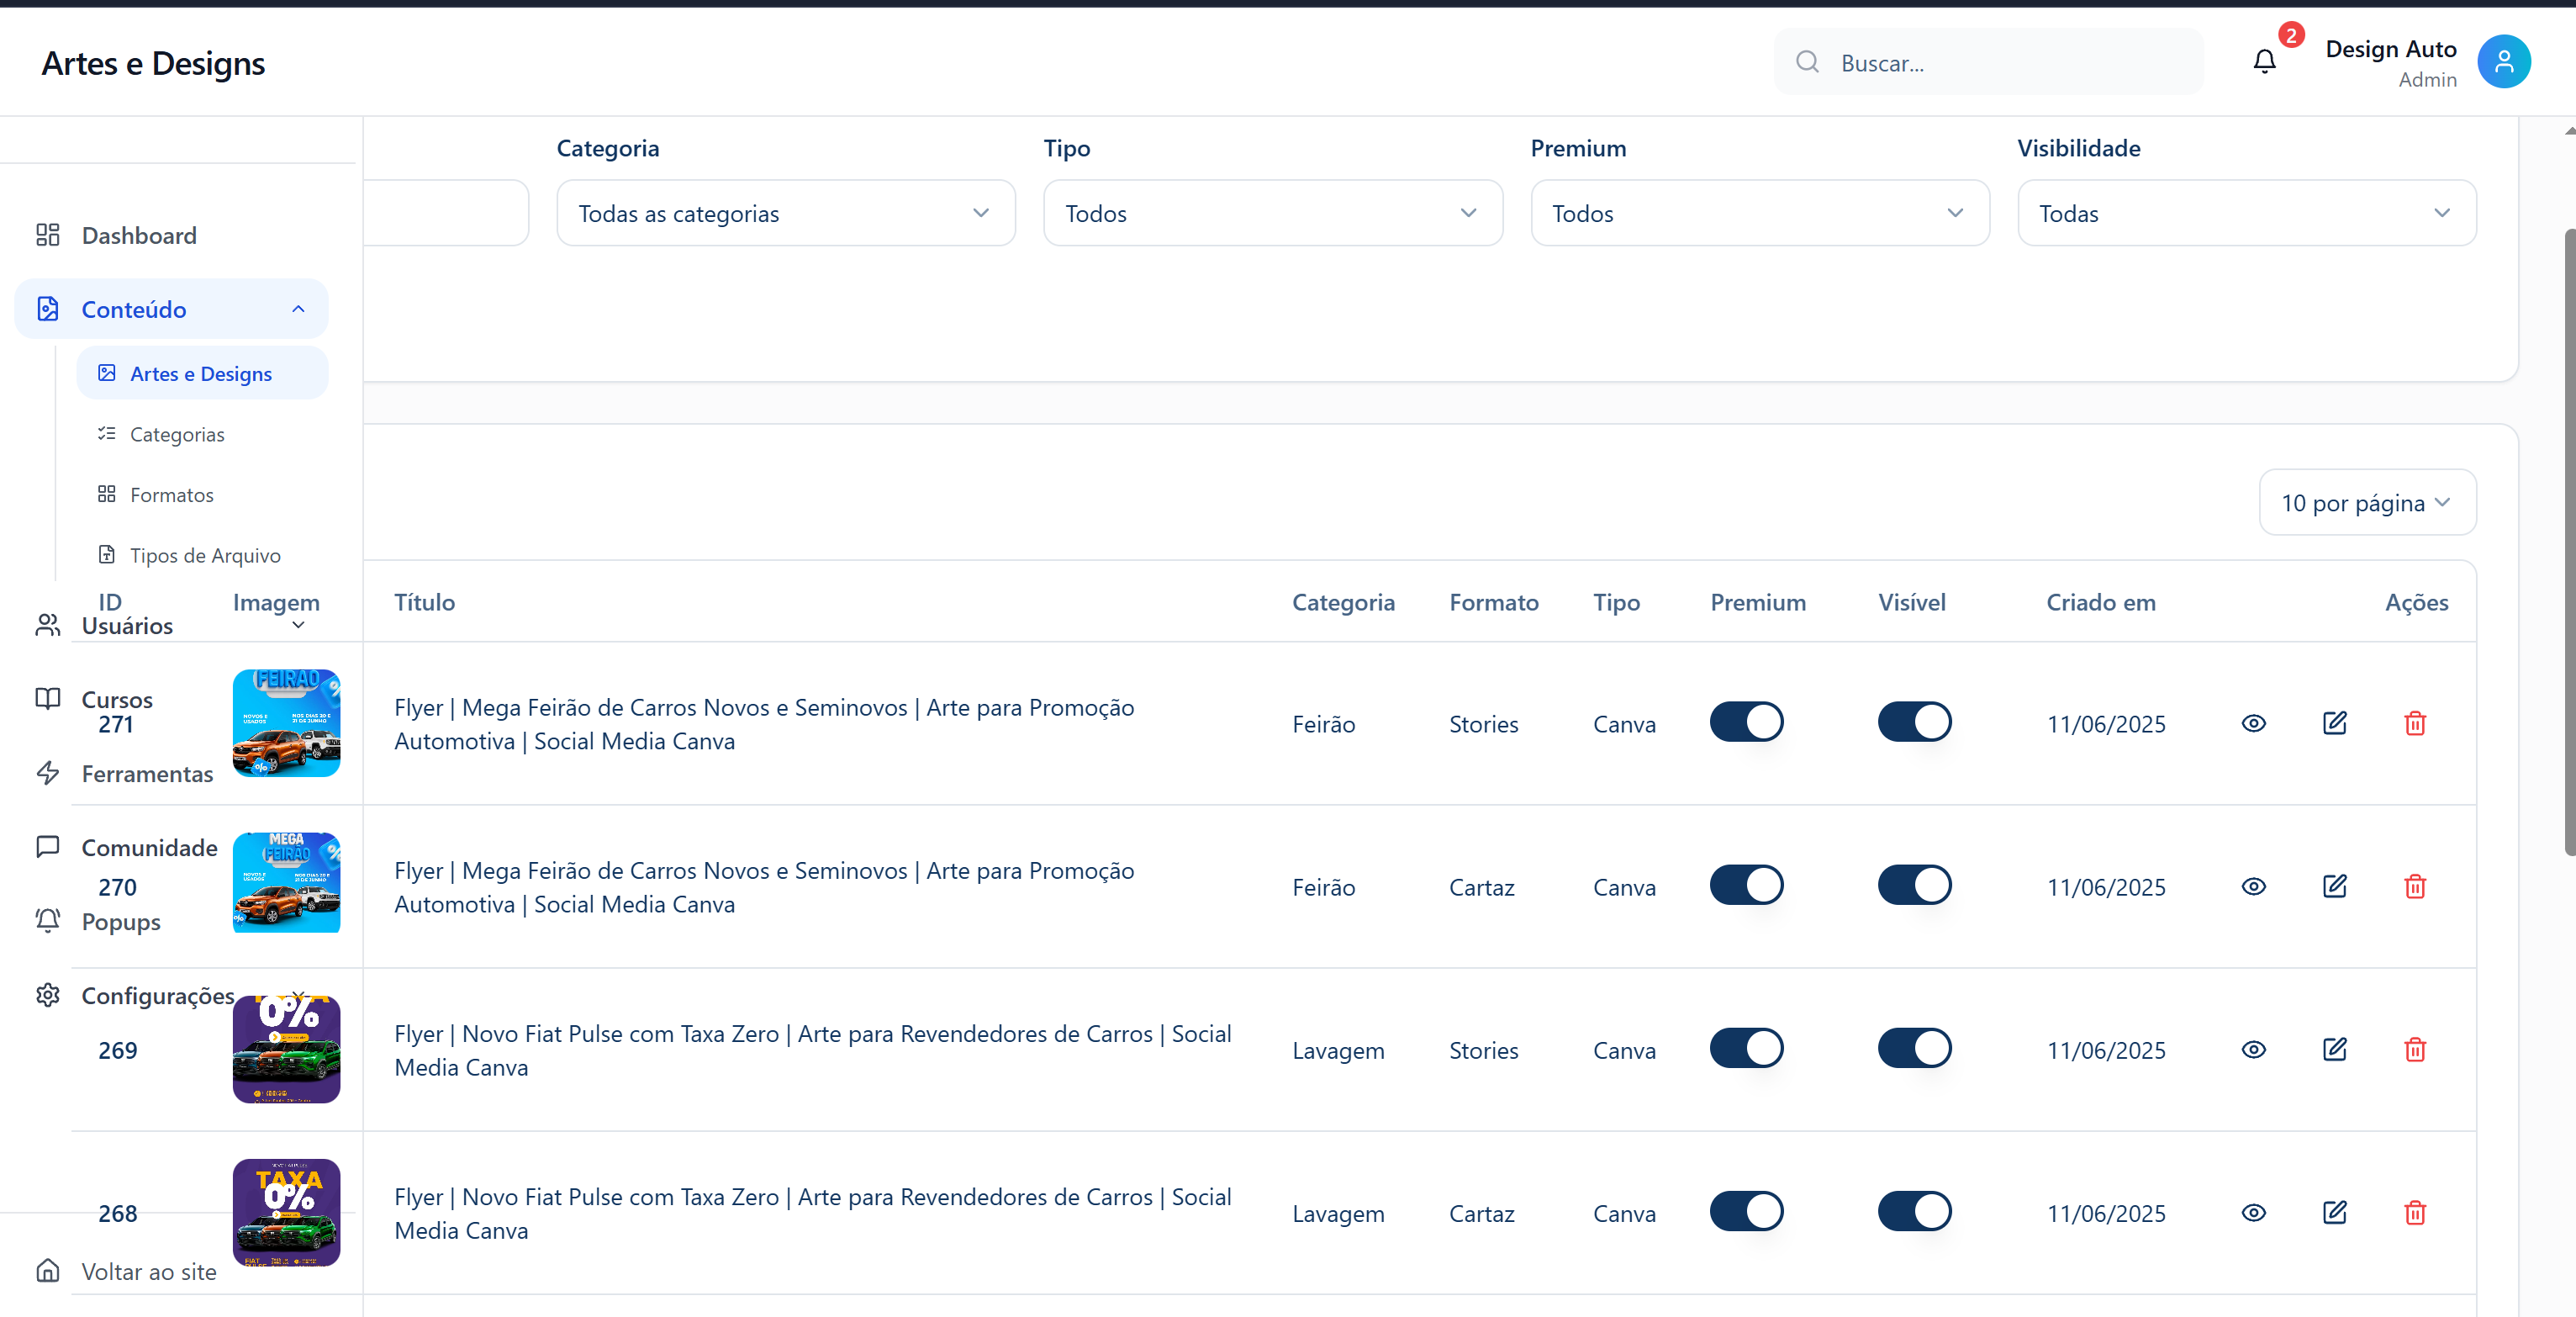 Artes e Designs
Buscar...
2
Design Auto
Admin
Categoria
Tipo
Premium
Visibilidade
Todas as categorias
Todos
Todos
Todas
Dashboard
Conteúdo
Artes e Designs
Categorias
Formatos
Tipos de Arquivo
Usuários
Cursos
Ferramentas
Comunidade
Popups
Configurações
Voltar ao site
10 por página
ID
Imagem
Título
Categoria
Formato
Tipo
Premium
Visível
Criado em
Ações
271
FEIRÃO
Flyer | Mega Feirão de Carros Novos e Seminovos | Arte para Promoção
Automotiva | Social Media Canva
Feirão
Stories
Canva
11/06/2025
270
MEGA
FEIRÃO
Flyer | Mega Feirão de Carros Novos e Seminovos | Arte para Promoção
Automotiva | Social Media Canva
Feirão
Cartaz
Canva
11/06/2025
269
TAXA
0%
Flyer | Novo Fiat Pulse com Taxa Zero | Arte para Revendedores de Carros | Social
Media Canva
Lavagem
Stories
Canva
11/06/2025
268
TAXA
0%
Flyer | Novo Fiat Pulse com Taxa Zero | Arte para Revendedores de Carros | Social
Media Canva
Lavagem
Cartaz
Canva
11/06/2025